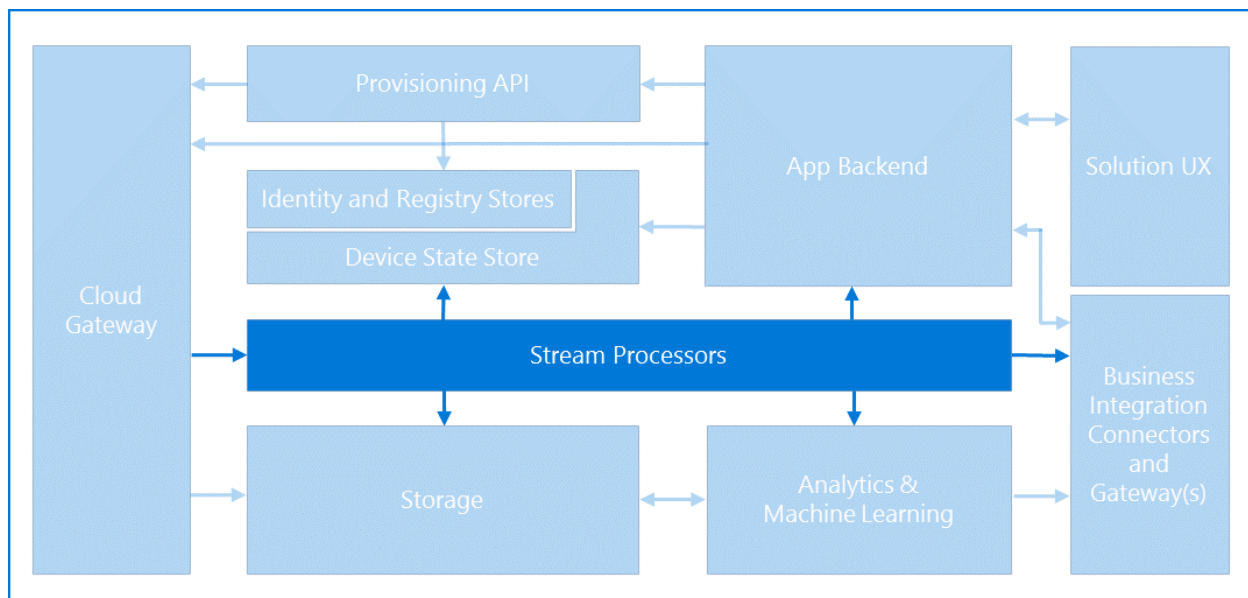 Provisioning API
App Backend
Solution UX
Identity and Registry Stores
Device State Store
Cloud
Gateway
Stream Processors
Business
Integration
Connectors
and
Gateway(s)
Storage
Analytics &
Machine Learning